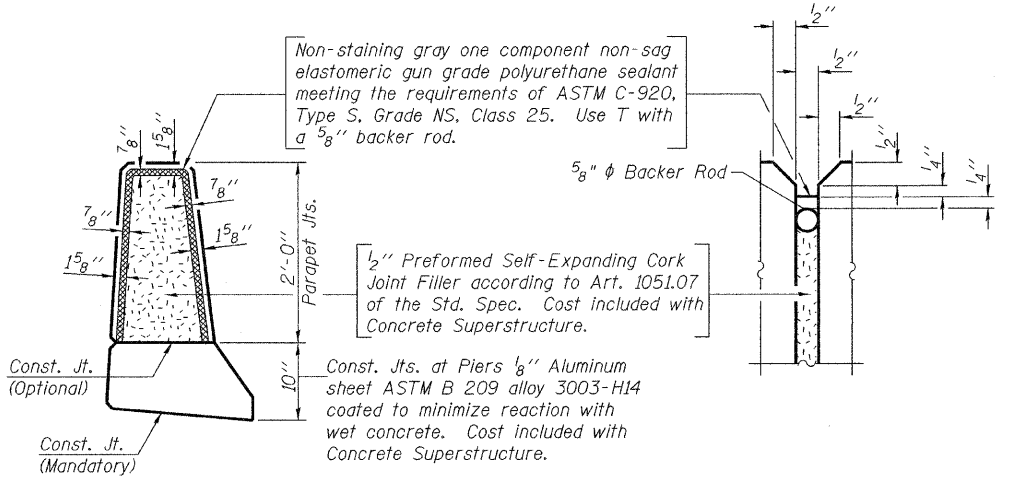 Non-staining gray one component non-sag
elastomeric gun grade polyurethane sealant
meeting the requirements of ASTM C-920,
Type S, Grade NS, Class 25.  Use T with
a 5/8" backer rod.
1/2"
1/2"
1/2"
1/2"
1/4"
1/4"
5/8" ϕ Backer Rod
7/8"
1 5/8"
7/8"
7/8"
1 5/8"
1 5/8"
2'-0"
Parapet Jts.
1/2" Preformed Self-Expanding Cork
Joint Filler according to Art. 1051.07
of the Std. Spec.  Cost included with
Concrete Superstructure.
Const. Jt.
(Optional)
10"
Const. Jts. at Piers 1/8" Aluminum
sheet ASTM B 209 alloy 3003-H14
coated to minimize reaction with
wet concrete.  Cost included with
Concrete Superstructure.
Const. Jt.
(Mandatory)